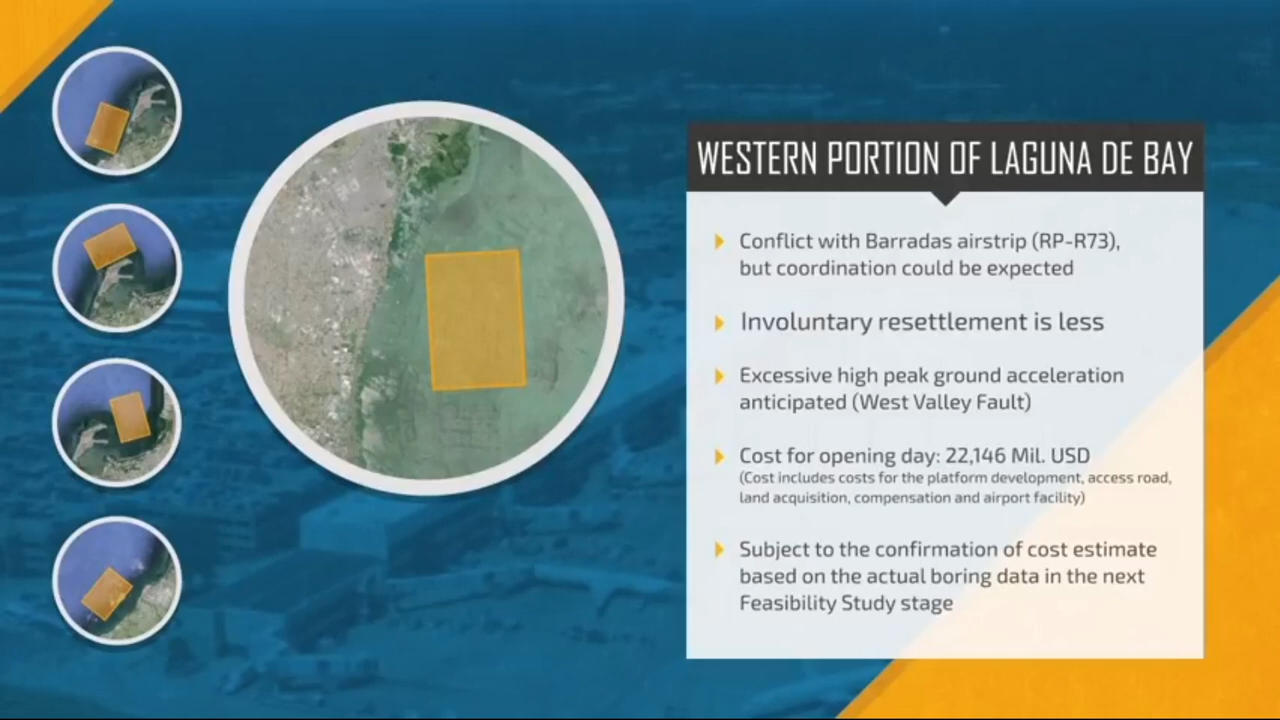 WESTERN PORTION OF LAGUNA DE BAY
Conflict with Barradas airstrip (RP-R73),
but coordination could be expected
Involuntary resettlement is less
Excessive high peak ground acceleration
anticipated (West Valley Fault)
Cost for opening day: 22,146 Mil. USD
(Cost includes costs for the platform development, access road,
land acquisition, compensation and airport facility)
Subject to the confirmation of cost estimate
based on the actual boring data in the next
Feasibility Study stage